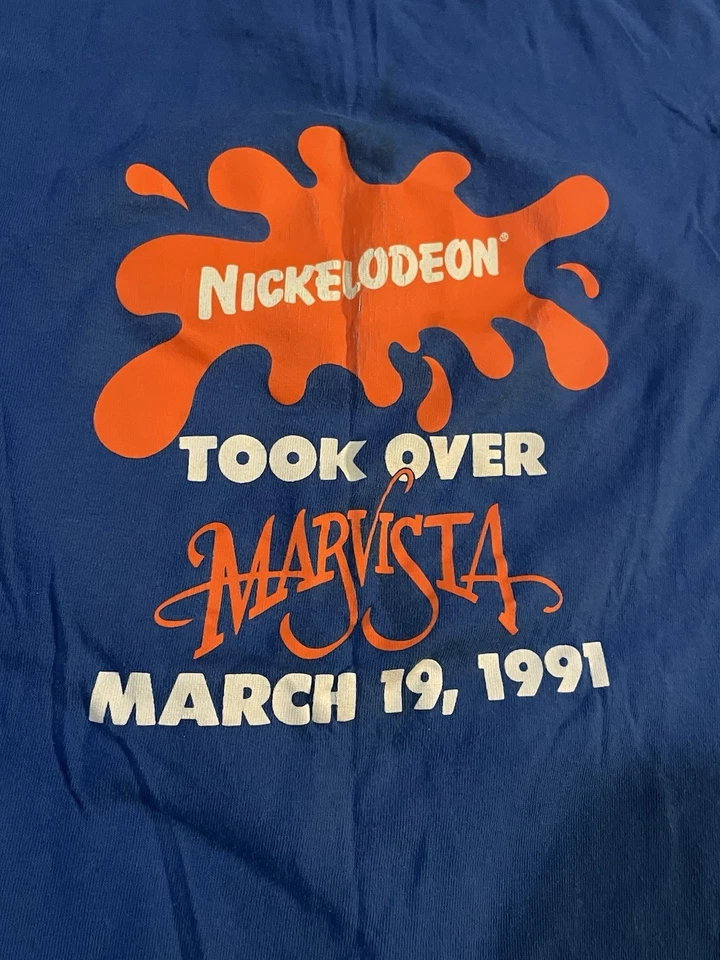 NICKELODEON®
TOOK OVER
MARVISTA
MARCH 19, 1991